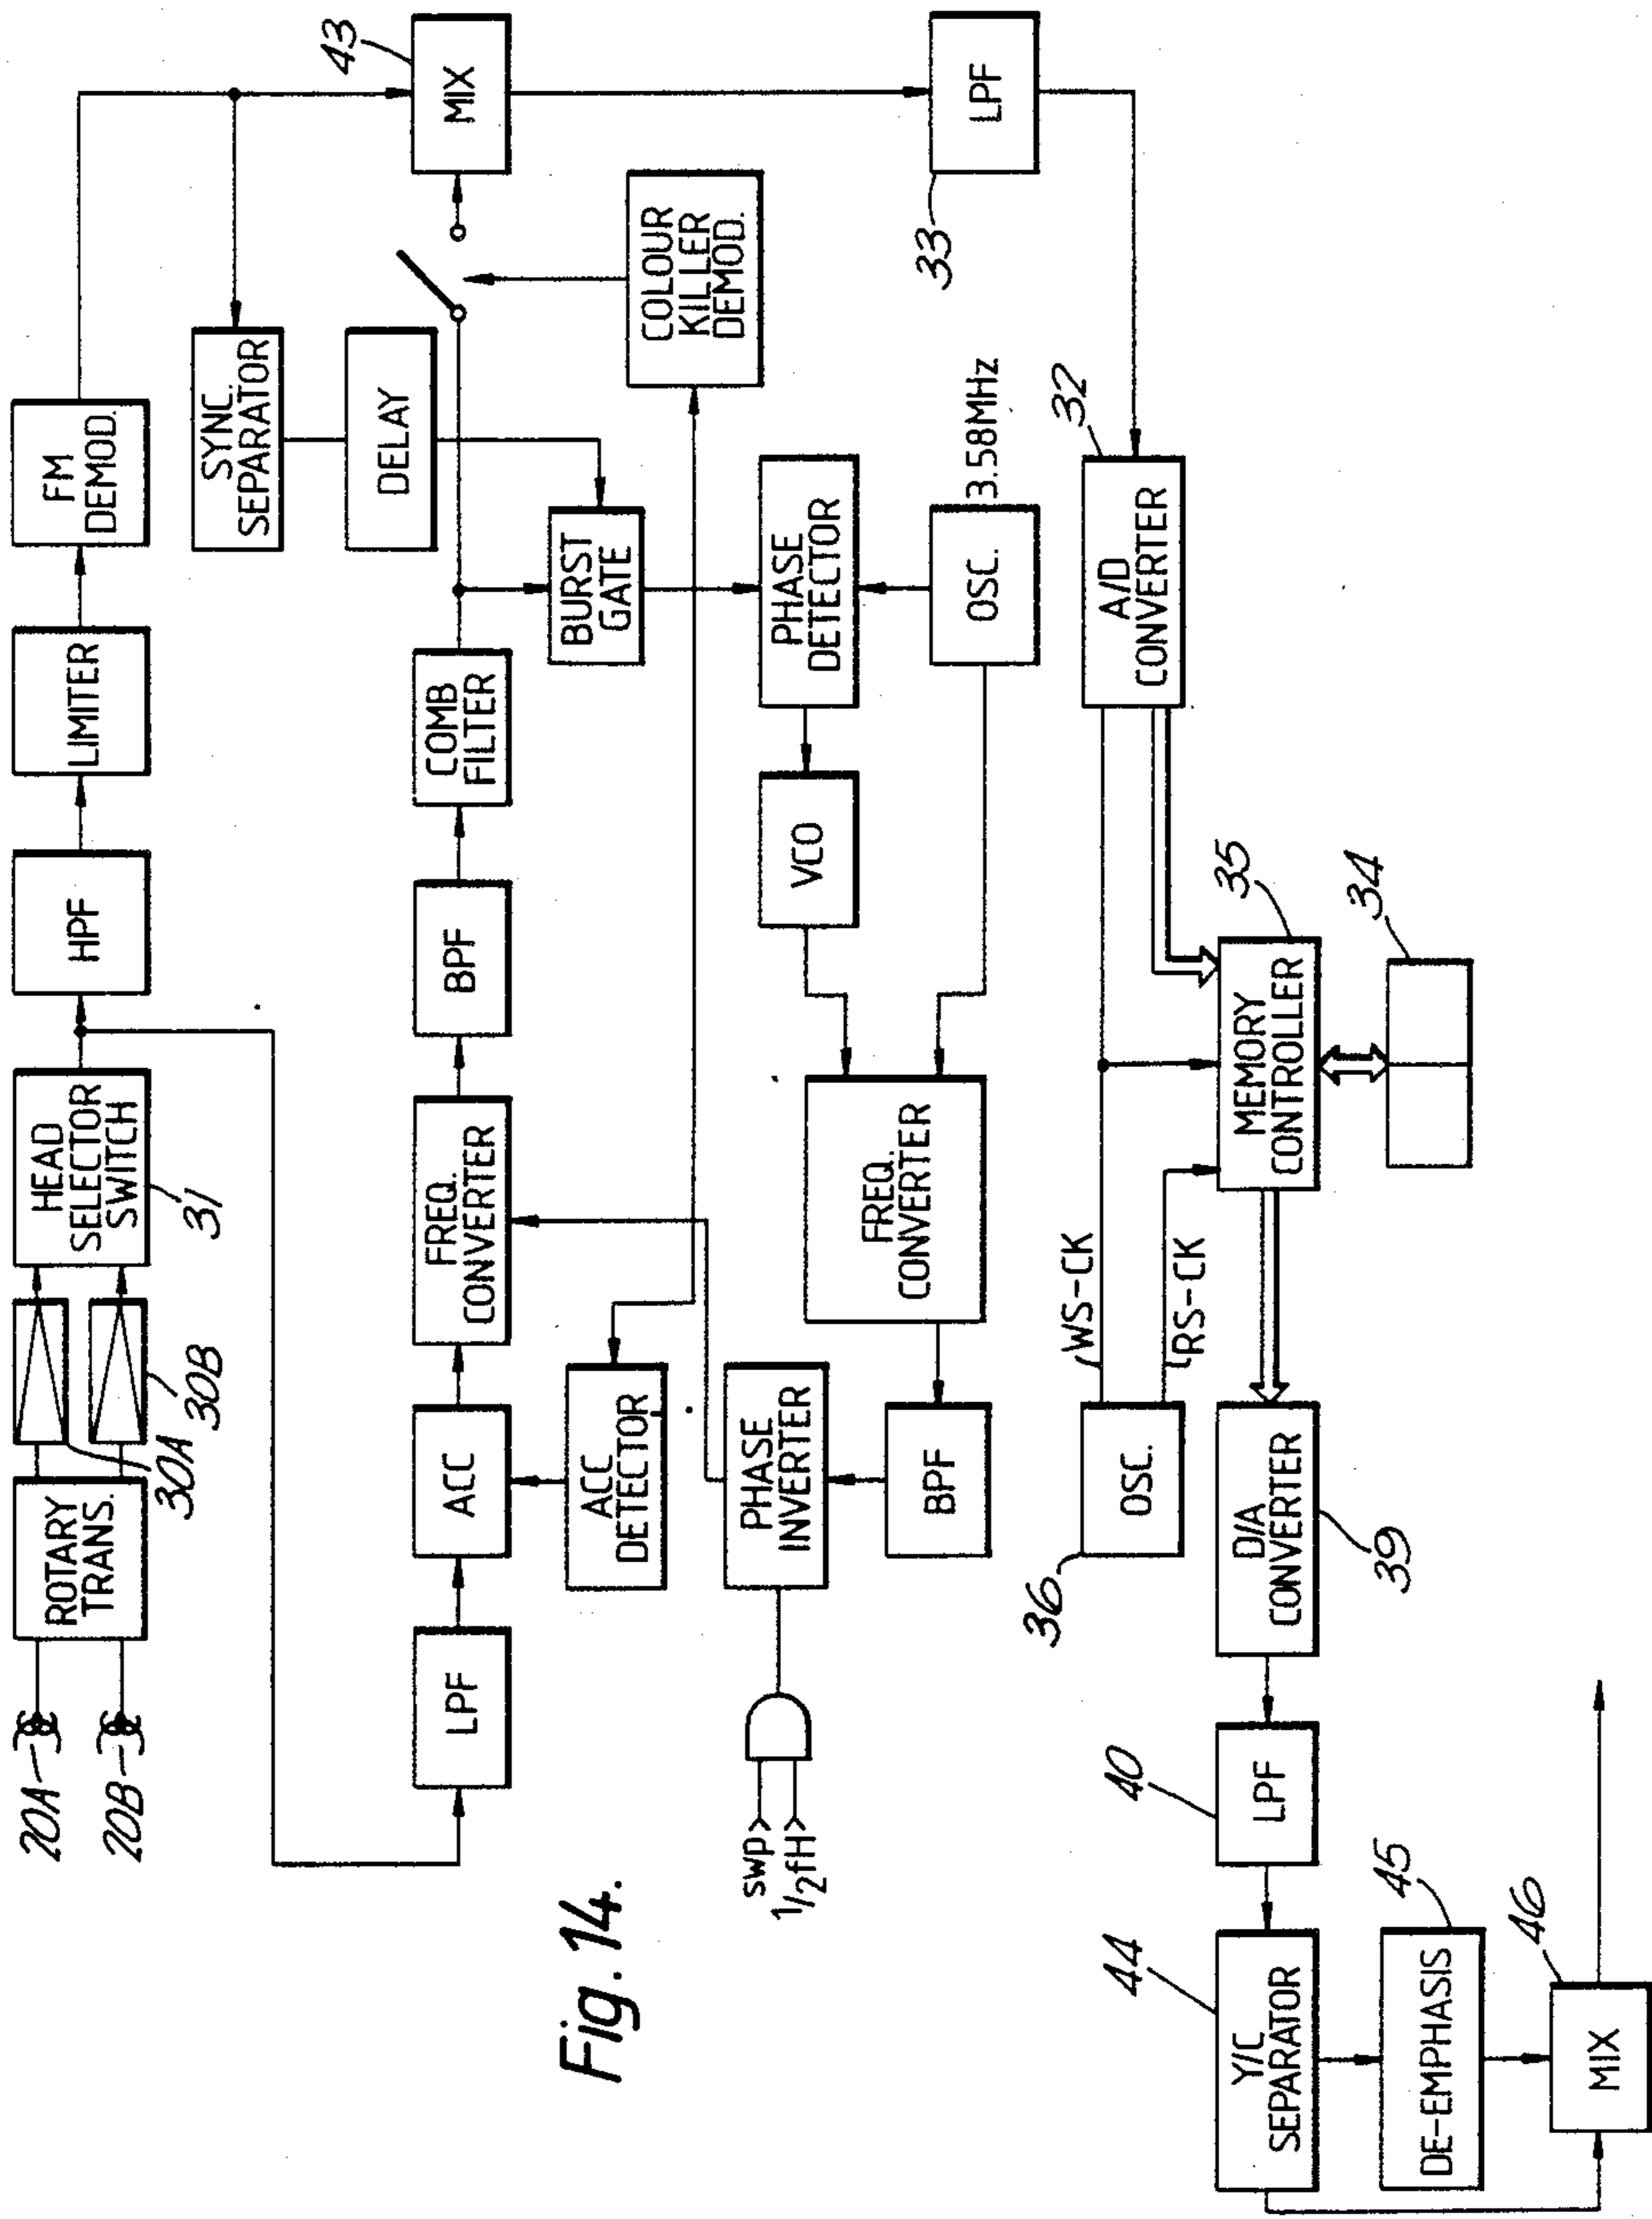 20A
20B
ROTARY
TRANS.
30A
30B
HEAD
SELECTOR
SWITCH
31
HPF
LIMITER
FM
DEMOD.
SYNC.
SEPARATOR
DELAY
43
MIX
LPF
ACC
FREQ.
CONVERTER
BPF
COMB
FILTER
BURST
GATE
COLOUR
KILLER
DEMOD.
ACC
DETECTOR
PHASE
INVERTER
swp
1/2fH
BPF
FREQ.
CONVERTER
VCO
PHASE
DETECTOR
OSC.
3.58MHz
33
LPF
Fig. 14.
36
OSC.
WS-CK
RS-CK
A/D
CONVERTER
32
44
Y/C
SEPARATOR
40
LPF
D/A
CONVERTER
39
MEMORY
CONTROLLER
35
34
DE-EMPHASIS
45
MIX
46